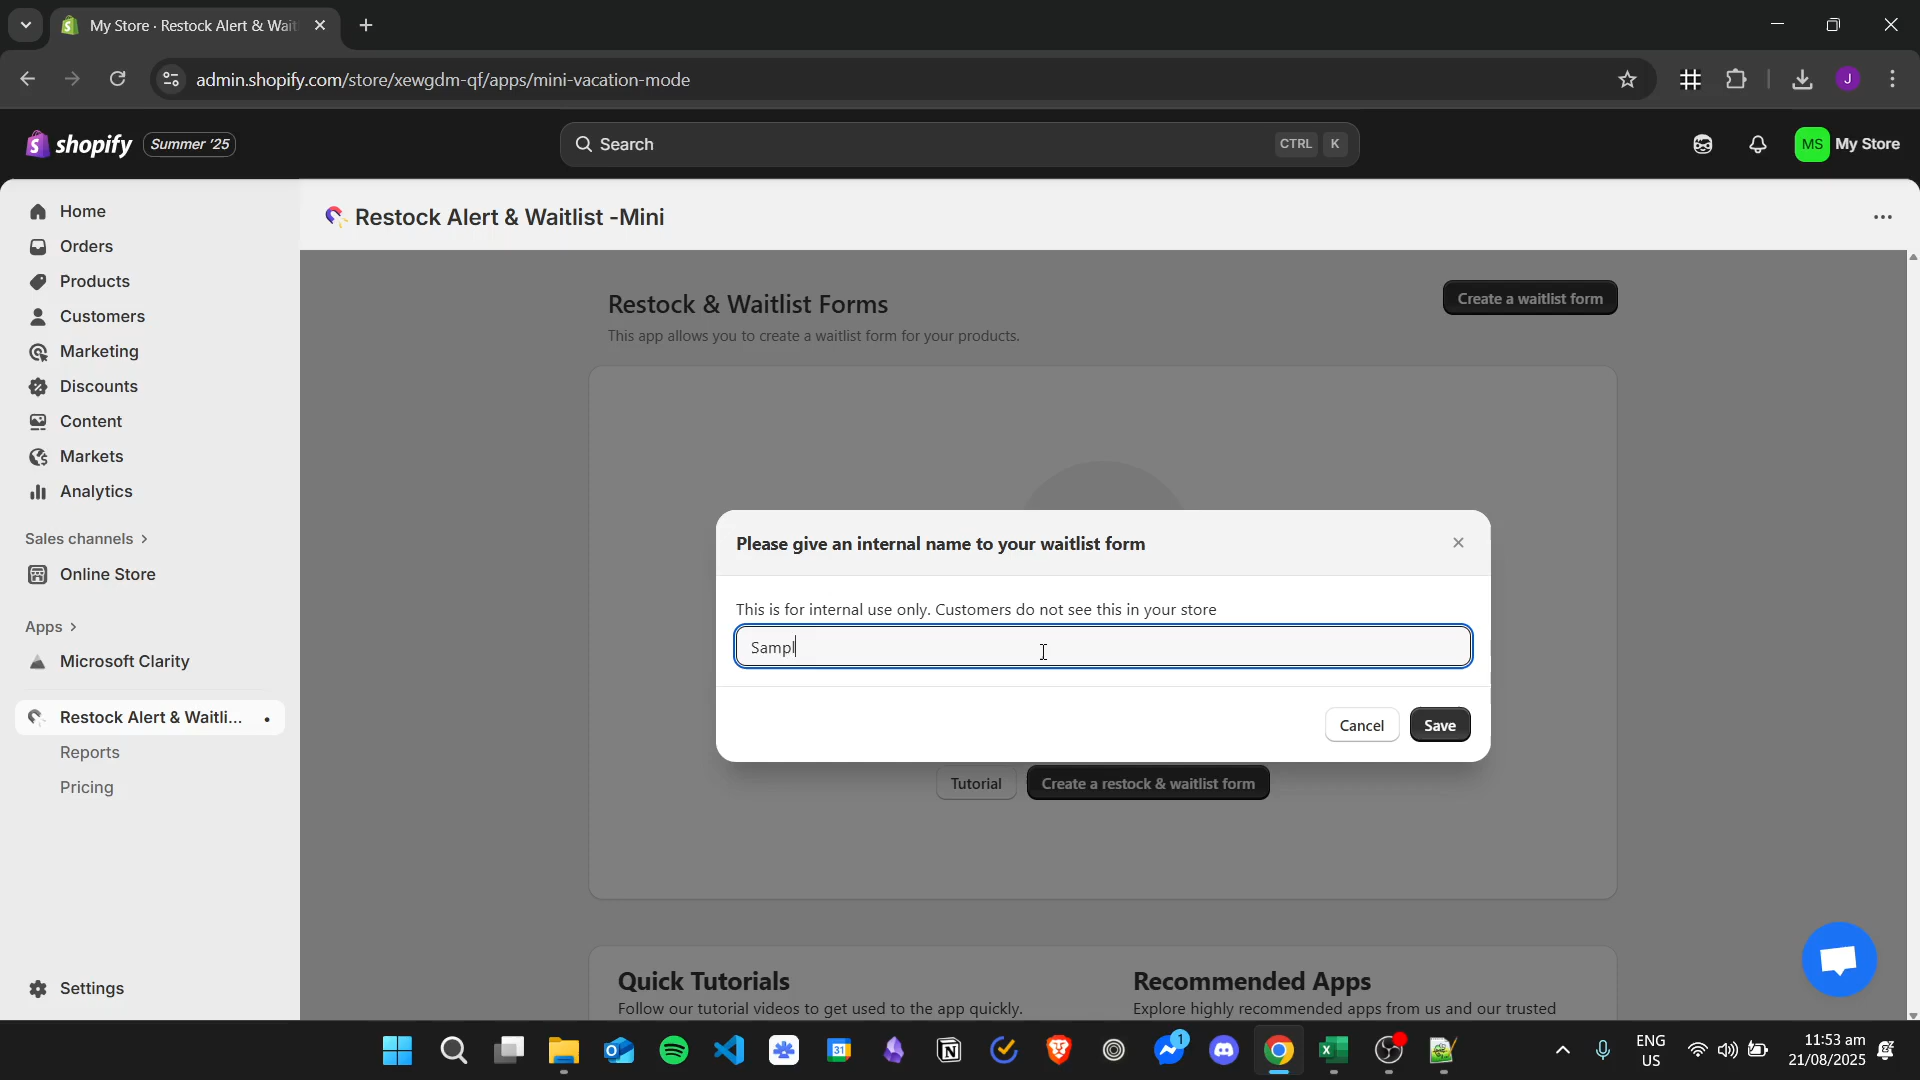 My Store · Restock Alert & Wait
admin.shopify.com/store/xewgdm-qf/apps/mini-vacation-mode
J
shopify
Summer '25
Search
CTRL K
MS
My Store
Home
Orders
Products
Customers
Marketing
Discounts
Content
Markets
Analytics
Sales channels
Online Store
Apps
Microsoft Clarity
Restock Alert & Waitli...
Reports
Pricing
Settings
Restock Alert & Waitlist -Mini
Restock & Waitlist Forms
This app allows you to create a waitlist form for your products.
Create a waitlist form
Please give an internal name to your waitlist form
This is for internal use only. Customers do not see this in your store
Sampl
Cancel
Save
Tutorial
Create a restock & waitlist form
Quick Tutorials
Follow our tutorial videos to get used to the app quickly.
Recommended Apps
Explore highly recommended apps from us and our trusted
31
1
ENG
US
11:53 am
21/08/2025